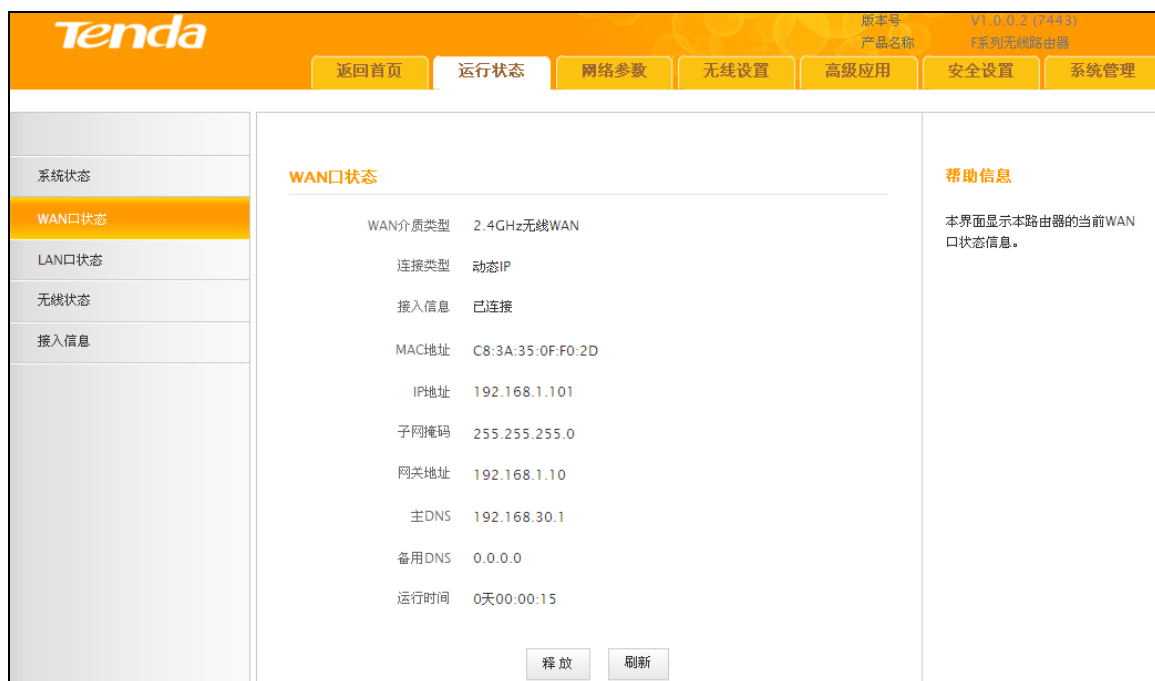 Tenda
版本号 V1.0.0.2 (7443)
产品名称 F系列无线路由器
返回首页 运行状态 网络参数 无线设置 高级应用 安全设置 系统管理
系统状态
WAN口状态
LAN口状态
无线状态
接入信息
WAN口状态
WAN介质类型 2.4GHz无线WAN
连接类型 动态IP
接入信息 已连接
MAC地址 C8:3A:35:0F:F0:2D
IP地址 192.168.1.101
子网掩码 255.255.255.0
网关地址 192.168.1.10
主DNS 192.168.30.1
备用DNS 0.0.0.0
运行时间 0天00:00:15
释放 刷新
帮助信息
本界面显示本路由器的当前WAN
口状态信息。